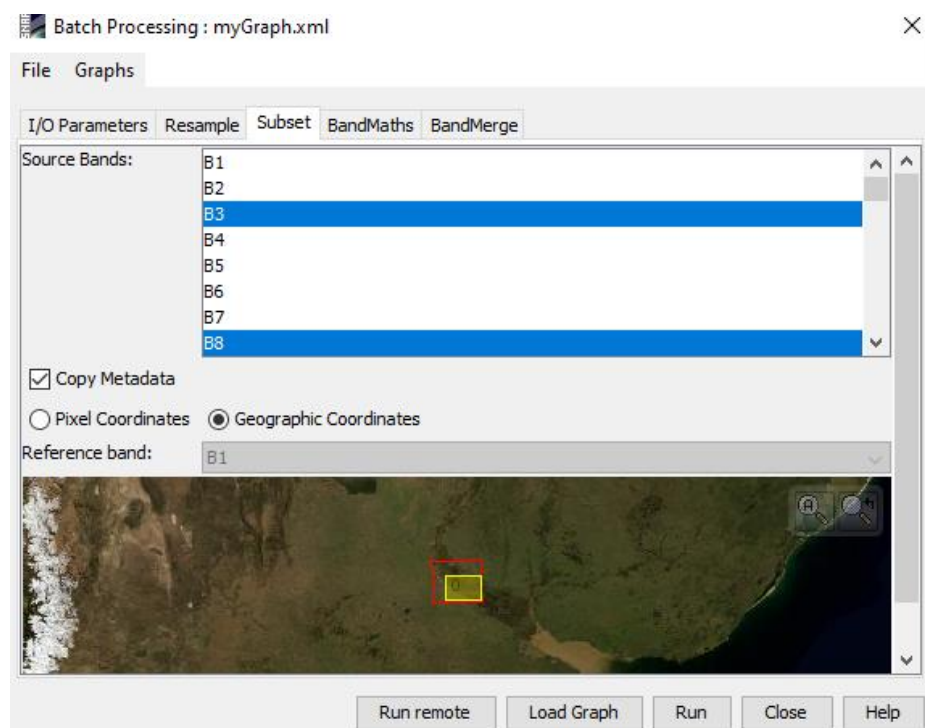 Batch Processing : myGraph.xml
File Graphs
I/O Parameters Resample Subset BandMaths BandMerge
Source Bands:
B1
B2
B3
B4
B5
B6
B7
B8
Copy Metadata
Pixel Coordinates Geographic Coordinates
Reference band: B1
0
Run remote Load Graph Run Close Help